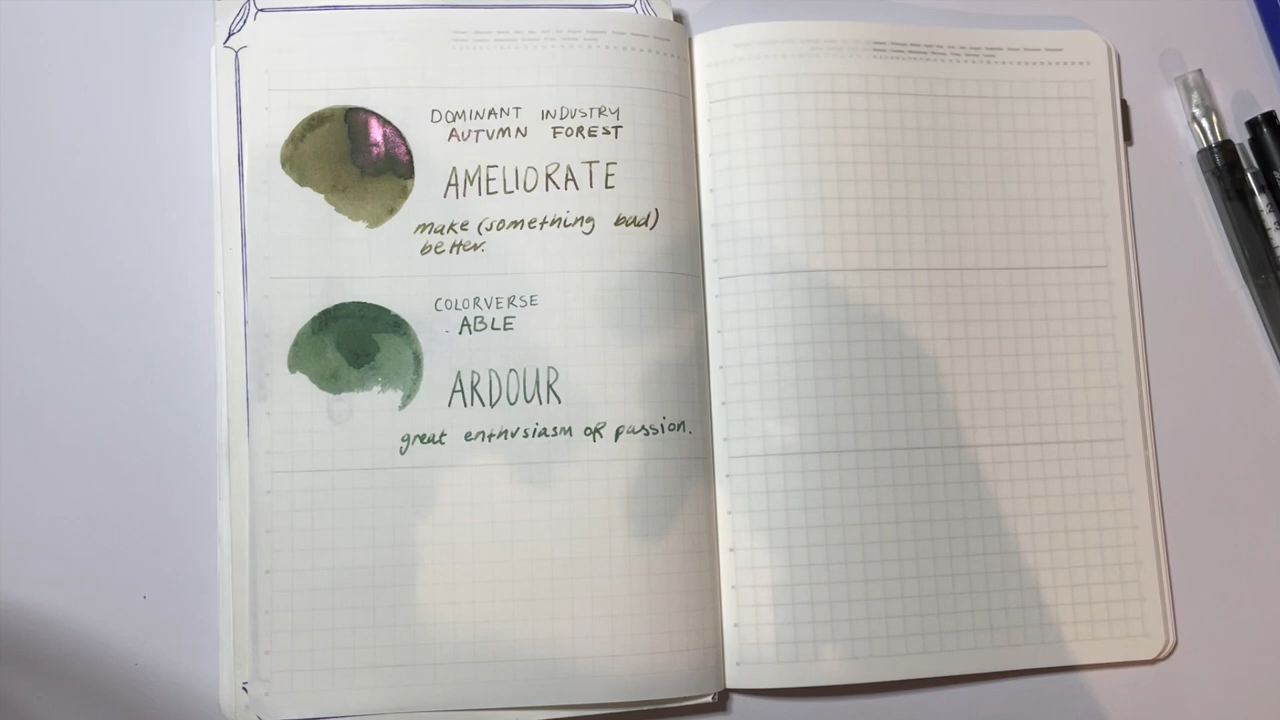 DOMINANT INDUSTRY
AUTUMN FOREST
AMELIORATE
make (something bad)
better.
COLORVERSE
. ABLE
ARDOUR
great enthusiasm or passion.